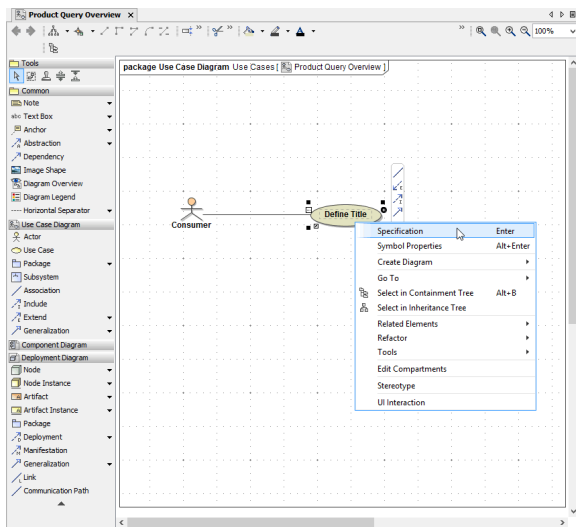 Product Query Overview
100%
Tools
Common
Note
abc Text Box
Anchor
Abstraction
Dependency
Image Shape
Diagram Overview
Diagram Legend
Horizontal Separator
Use Case Diagram
Actor
Use Case
Package
Subsystem
Association
Include
Extend
Generalization
Component Diagram
Deployment Diagram
Node
Node Instance
Artifact
Artifact Instance
Package
Deployment
Manifestation
Generalization
Link
Communication Path
package Use Case Diagram Use Cases [ Product Query Overview ]
Consumer
Define Title
Specification Enter
Symbol Properties Alt+Enter
Create Diagram
Go To
Select in Containment Tree Alt+B
Select in Inheritance Tree
Related Elements
Refactor
Tools
Edit Compartments
Stereotype
UI Interaction